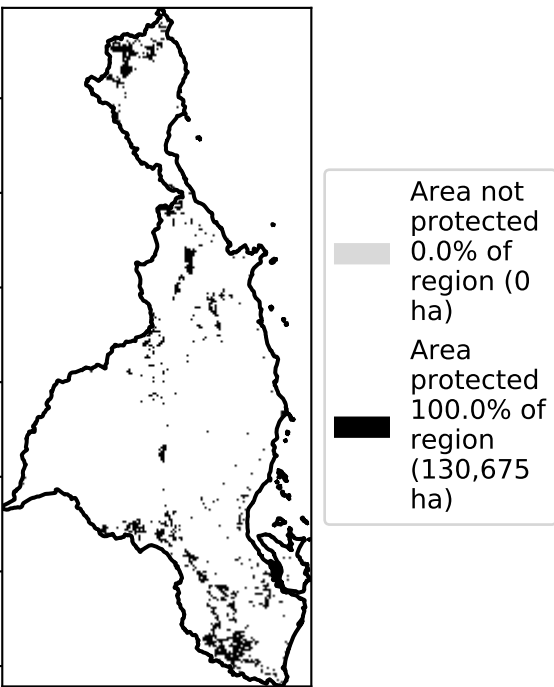 Area not
protected
0.0% of
region (0
ha)
Area
protected
100.0% of
region
(130,675
ha)